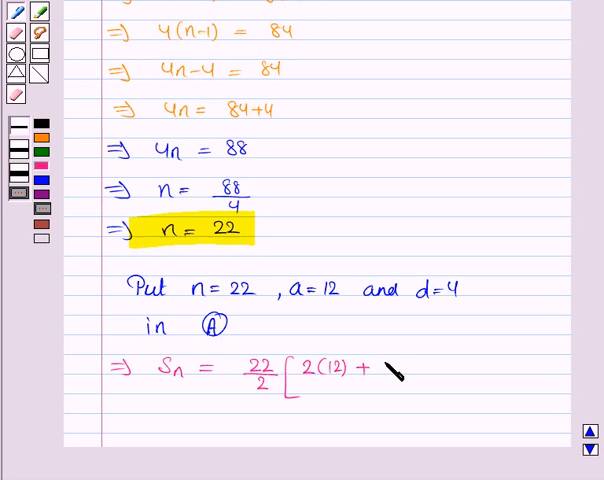 ⇒ 4(n-1) = 84
⇒ 4n-4 = 84
⇒ 4n = 84+4
⇒ 4n = 88
⇒ n = 88/4
⇒ n = 22
Put n=22 , a=12 and d=4
in Ⓐ
⇒ Sn = 22/2 [ 2(12) +